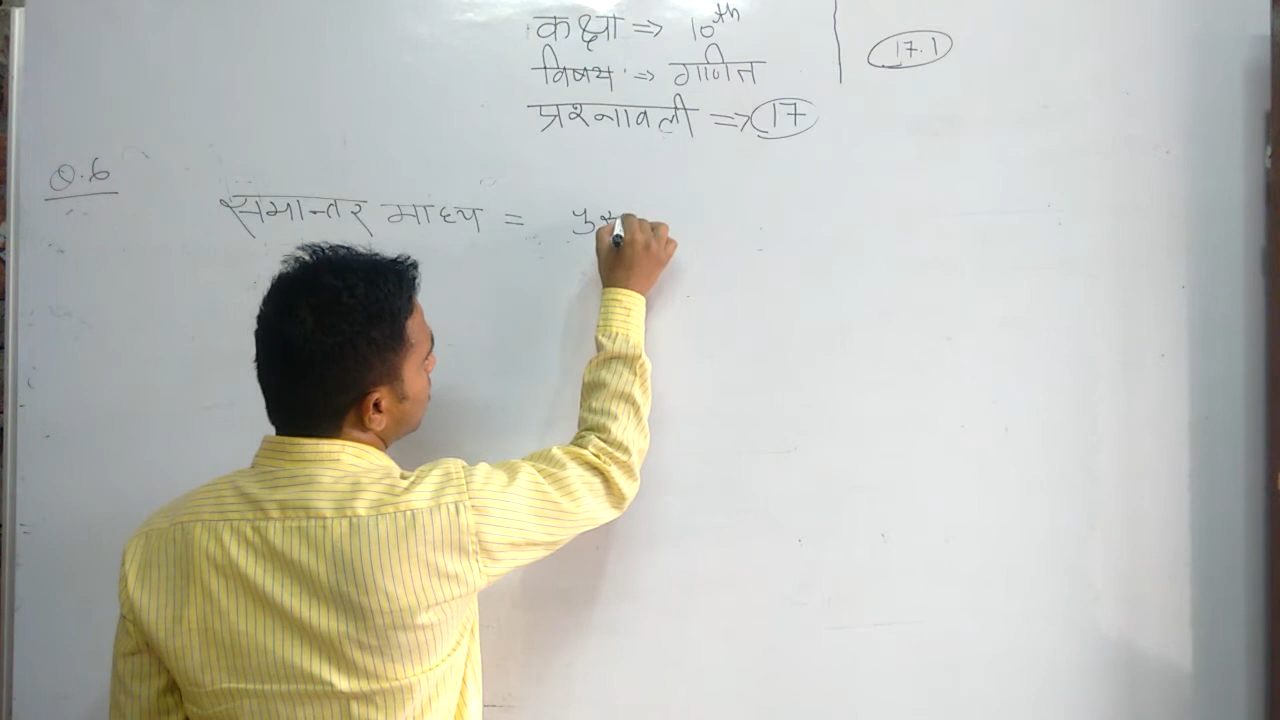 कक्षा => 10th
17.1
विषय => गणित
प्रश्नावली => 17
Q.6
समान्तर माध्य =